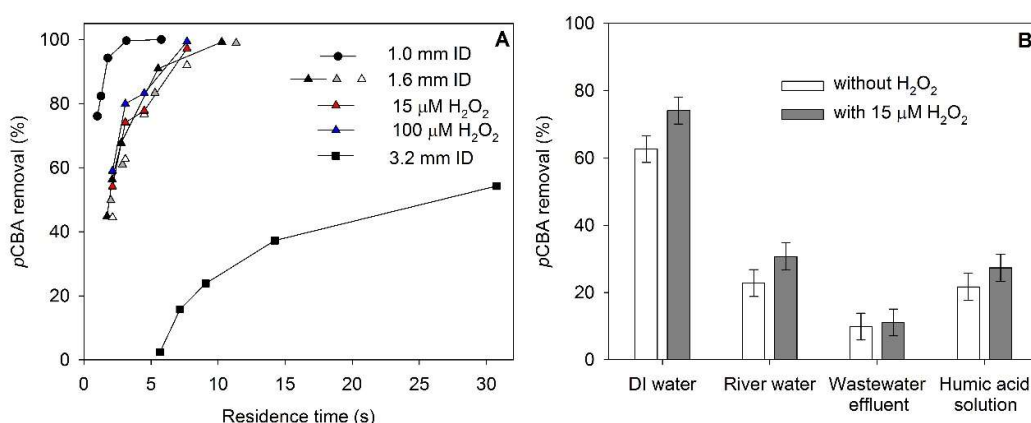 A
pCBA removal (%)
100
80
60
40
20
0
1.0 mm ID
1.6 mm ID
15 μM H₂O₂
100 μM H₂O₂
3.2 mm ID
0 5 10 15 20 25 30
Residence time (s)
B
pCBA removal (%)
100
80
60
40
20
0
without H₂O₂
with 15 μM H₂O₂
DI water River water Wastewater Humic acid
effluent solution